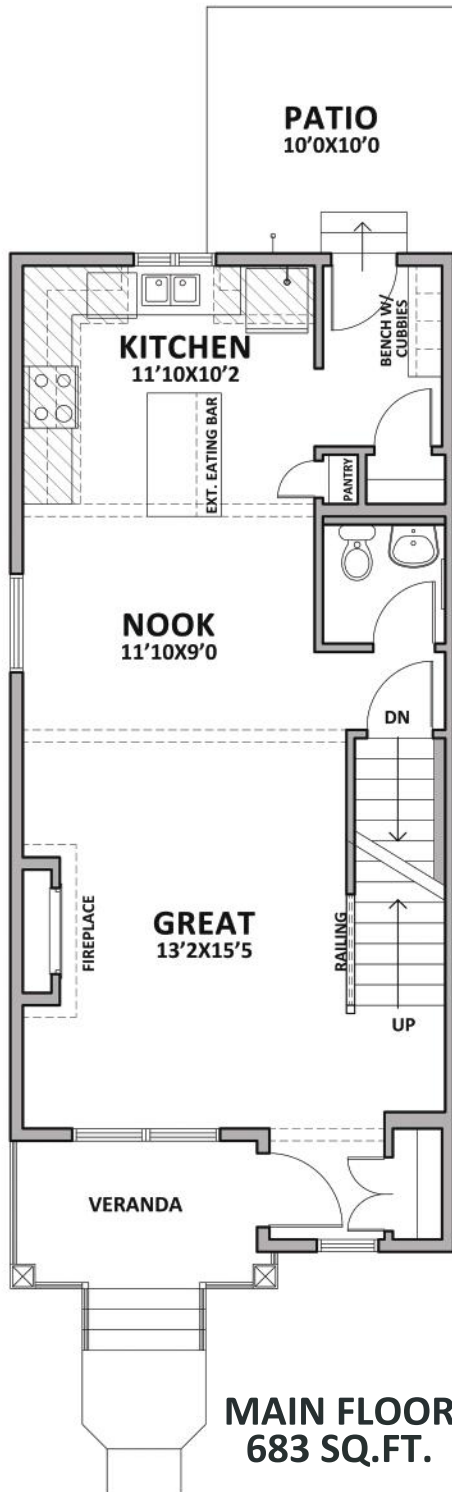 PATIO
10’0X10’0
BENCH W/
CUBBIES
KITCHEN
11’10X10’2
EXT. EATING BAR
PANTRY
NOOK
11’10X9’0
DN
FIREPLACE
GREAT
13’2X15’5
RAILING
UP
VERANDA
MAIN FLOOR
683 SQ.FT.